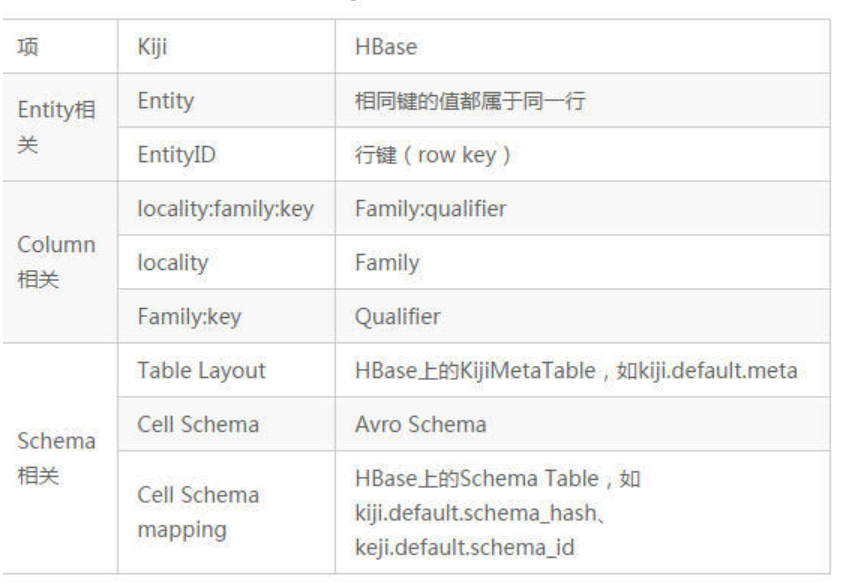 项 Kiji HBase
Entity相关 Entity 相同键的值都属于同一行
EntityID 行键（row key）
Column相关 locality:family:key Family:qualifier
locality Family
Family:key Qualifier
Schema相关 Table Layout HBase上的KijiMetaTable，如kiji.default.meta
Cell Schema Avro Schema
Cell Schema mapping HBase上的Schema Table，如
kiji.default.schema_hash、
keji.default.schema_id